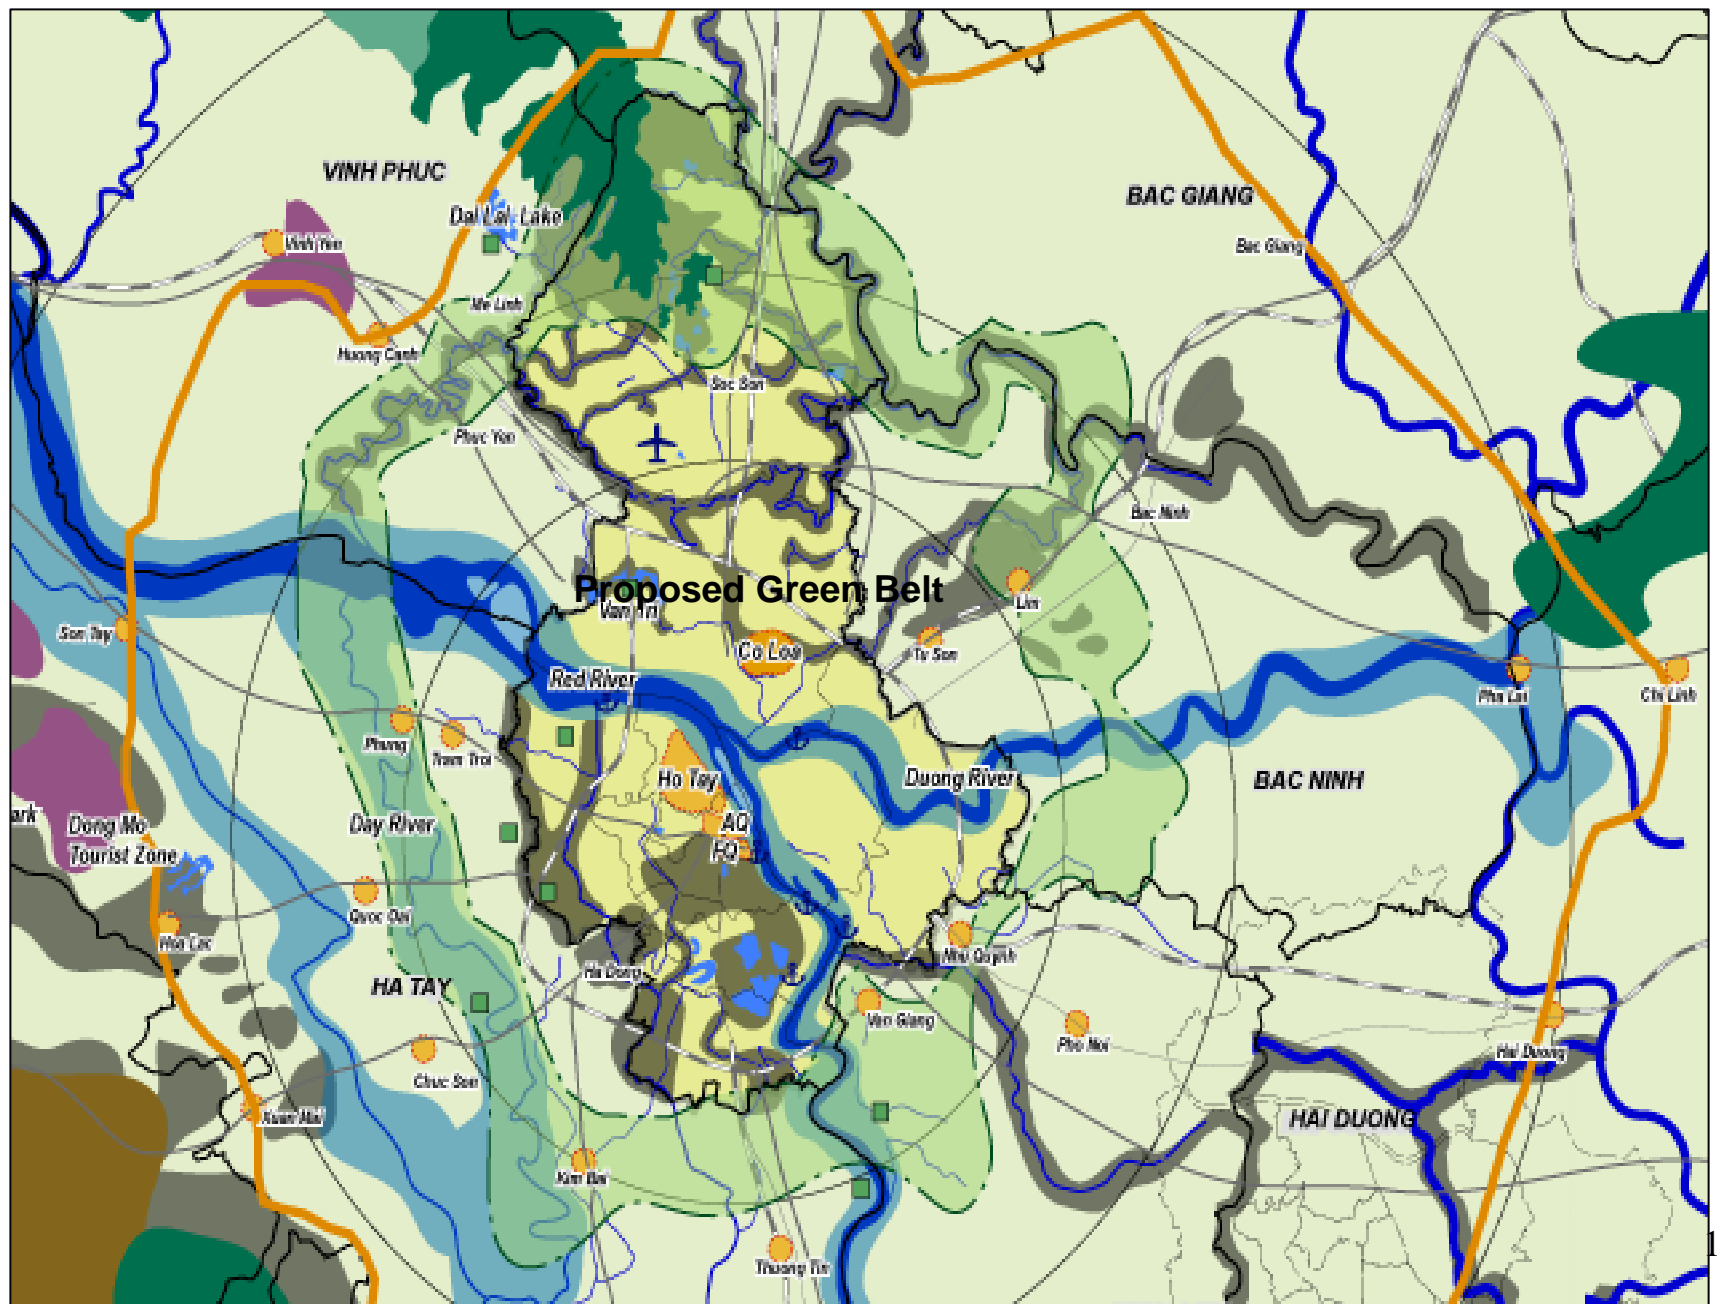 VINH PHUC
BAC GIANG
Dai Lai Lake
Vinh Yen
Bac Giang
Me Linh
Huong Canh
Soc Son
Phuc Yen
Bac Ninh
Proposed Green Belt
Van Tri
Lim
Son Tay
Co Loa
Tu Son
Red River
Pha Lai
Chi Linh
Phung
Tram Troi
Ho Tay
Duong River
BAC NINH
ark
Dong Mo
Tourist Zone
Day River
AQ
FQ
Quoc Oai
Hoa Lac
Ha Dong
Nhu Quynh
HA TAY
Van Giang
Pho Noi
Hai Duong
Chuc Son
Xuan Mai
HAI DUONG
Kim Bai
Thuong Tin
1